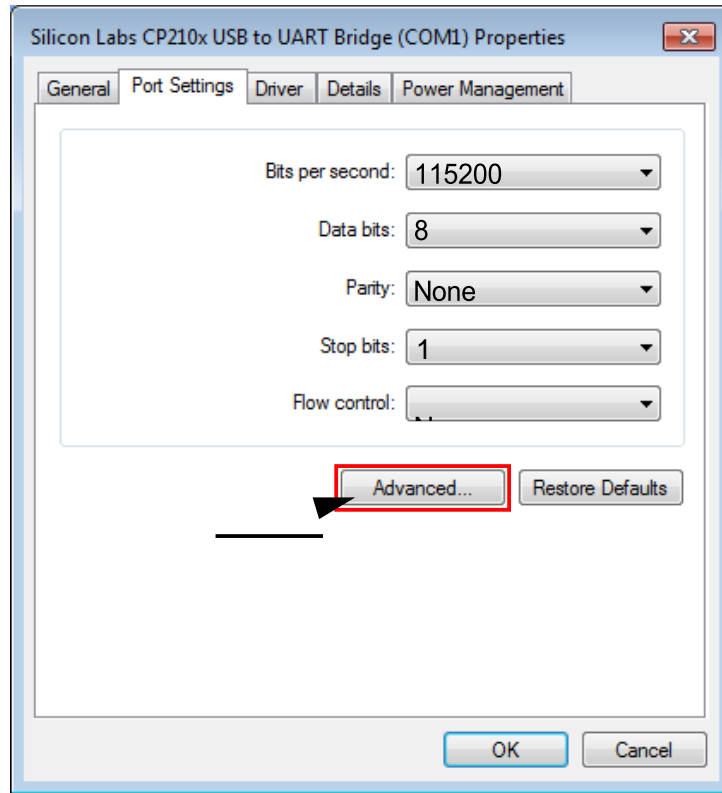 Silicon Labs CP210x USB to UART Bridge (COM1) Properties
General Port Settings Driver Details Power Management
Bits per second: 115200
Data bits: 8
Parity: None
Stop bits: 1
Flow control:
Advanced... Restore Defaults
OK Cancel